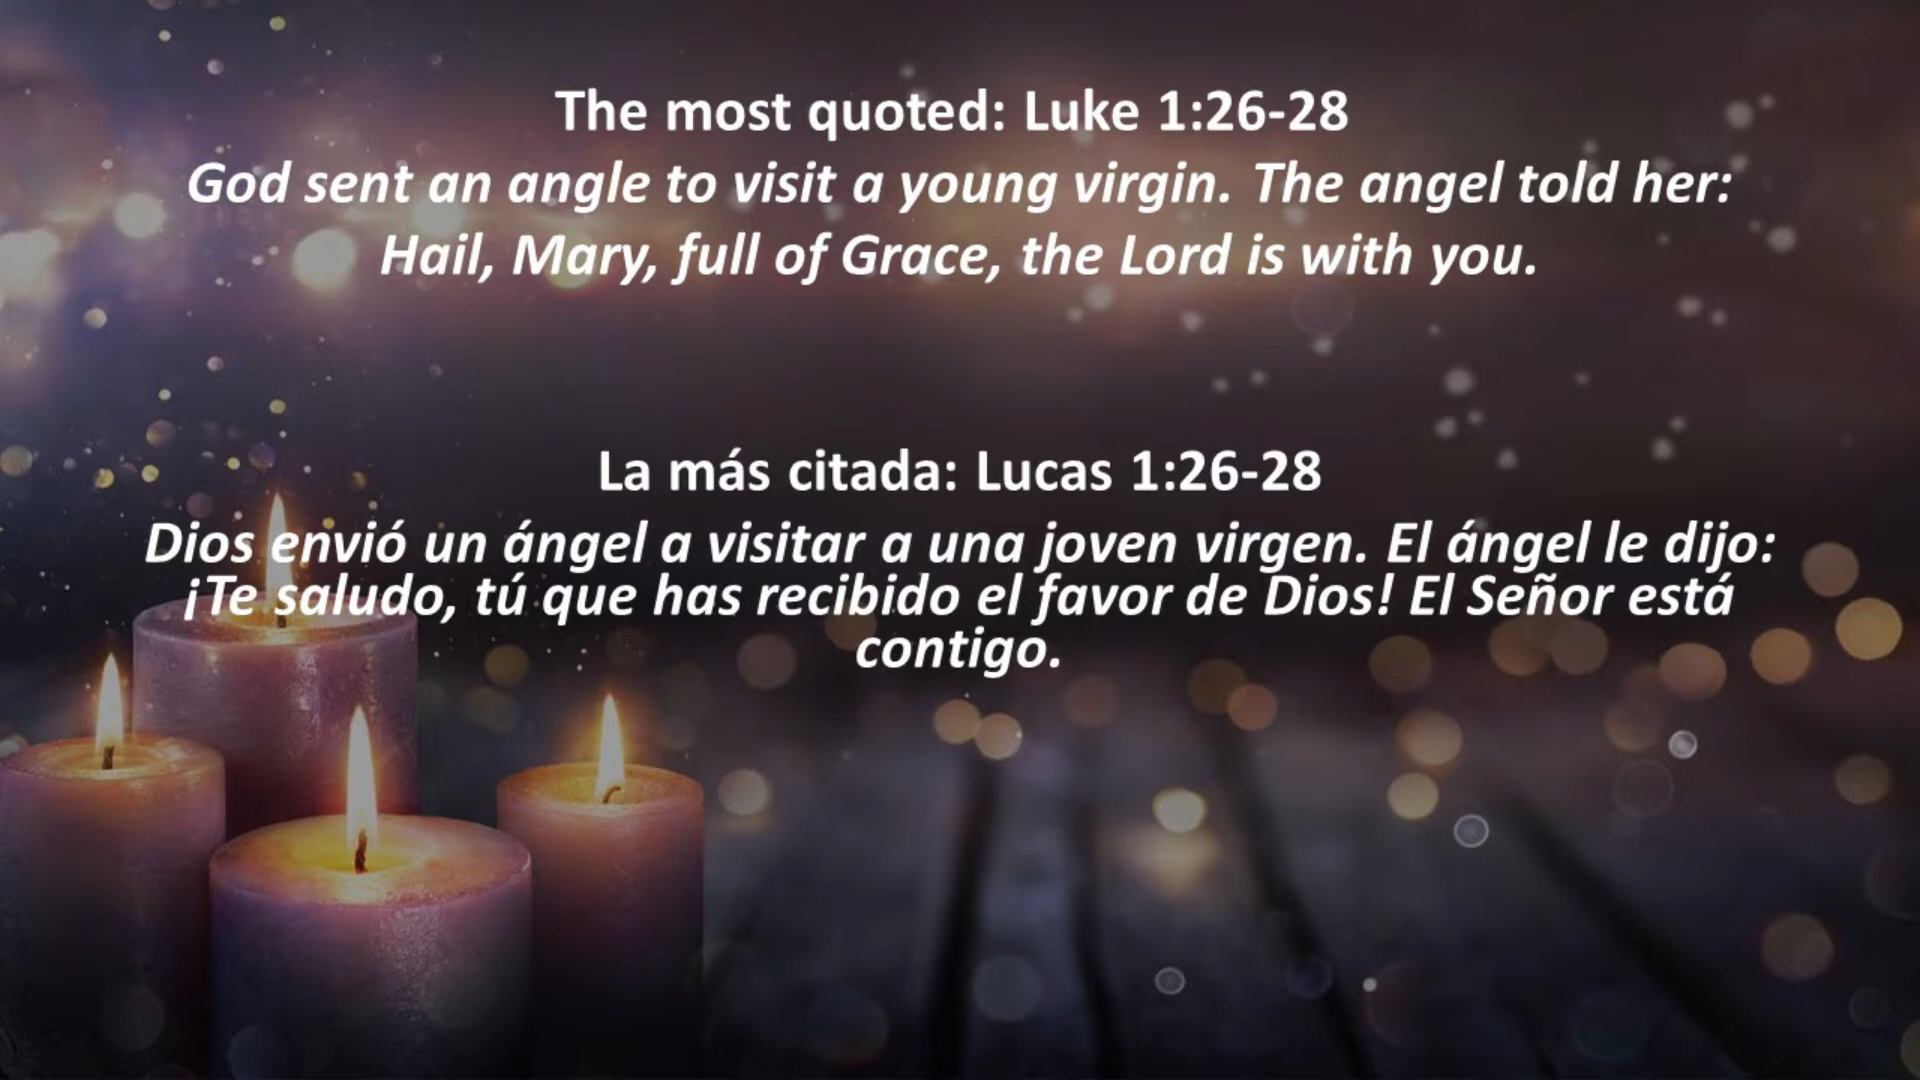 The most quoted: Luke 1:26-28
God sent an angle to visit a young virgin. The angel told her:
Hail, Mary, full of Grace, the Lord is with you.
La más citada: Lucas 1:26-28
Dios envió un ángel a visitar a una joven virgen. El ángel le dijo:
¡Te saludo, tú que has recibido el favor de Dios! El Señor está
contigo.